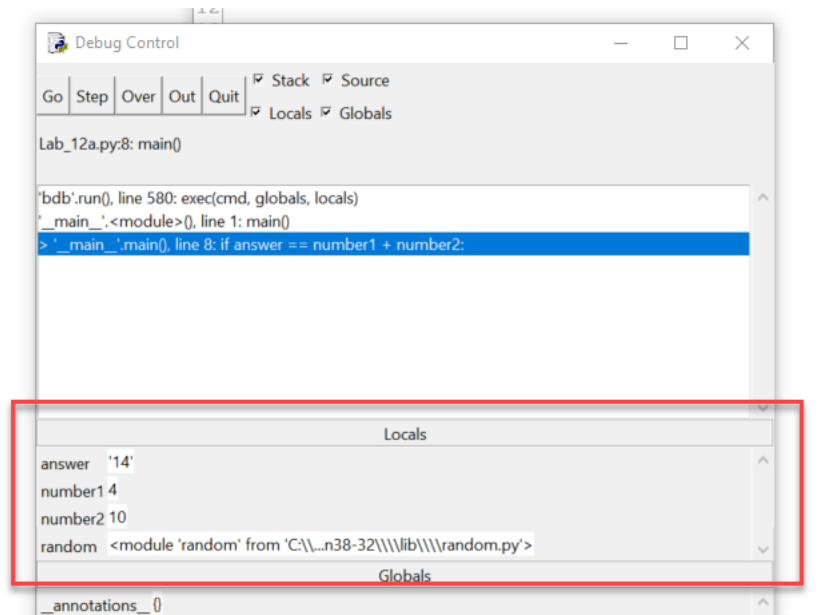 12
Debug Control
Go Step Over Out Quit Stack Source
Locals Globals
Lab_12a.py:8: main()
'bdb'.run(), line 580: exec(cmd, globals, locals)
'__main__'.<module>(), line 1: main()
> '__main__'.main(), line 8: if answer == number1 + number2:
Locals
answer '14'
number1 4
number2 10
random <module 'random' from 'C:\\...n38-32\\\\lib\\\\random.py'>
Globals
__annotations__ {}